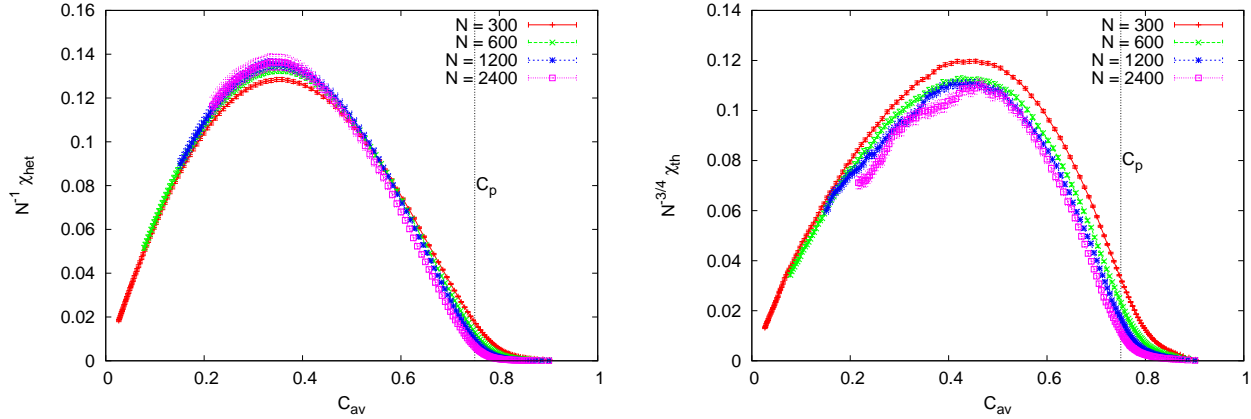 0.16
0.14
0.12
0.1
0.08
0.06
0.04
0.02
0
0 0.2 0.4 0.6 0.8 1
N⁻¹ χ_het
C_av
N = 300
N = 600
N = 1200
N = 2400
C_p
0.14
0.12
0.1
0.08
0.06
0.04
0.02
0
0 0.2 0.4 0.6 0.8 1
N⁻³/⁴ χ_th
C_av
N = 300
N = 600
N = 1200
N = 2400
C_p